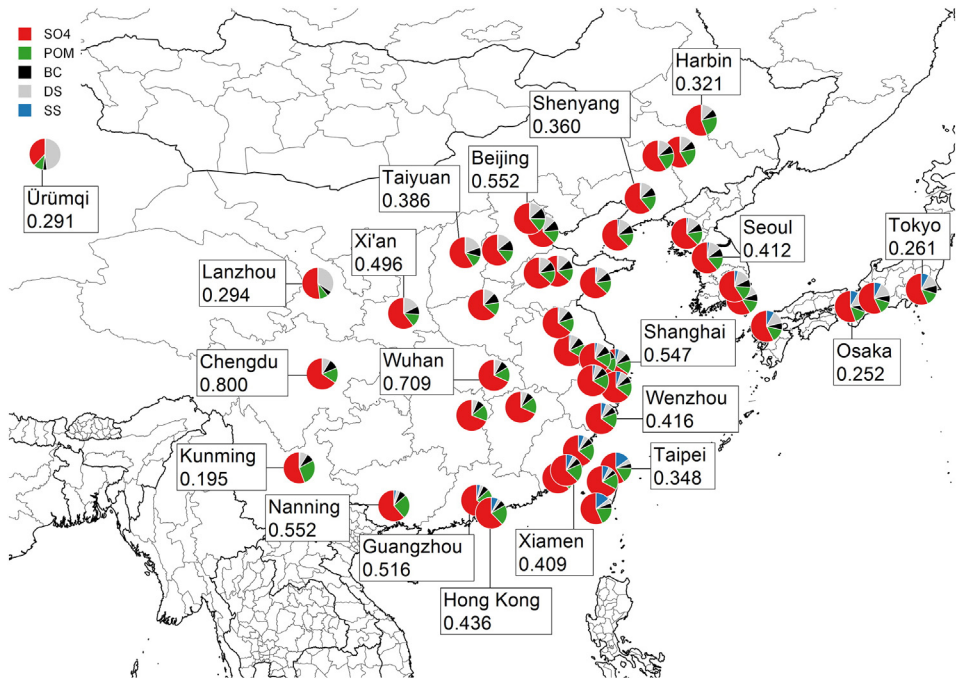 SO4
POM
BC
DS
SS
Harbin
0.321
Shenyang
0.360
Beijing
0.552
Taiyuan
0.386
Ürümqi
0.291
Xi'an
0.496
Seoul
0.412
Tokyo
0.261
Lanzhou
0.294
Shanghai
0.547
Osaka
0.252
Chengdu
0.800
Wuhan
0.709
Wenzhou
0.416
Kunming
0.195
Taipei
0.348
Nanning
0.552
Guangzhou
0.516
Xiamen
0.409
Hong Kong
0.436